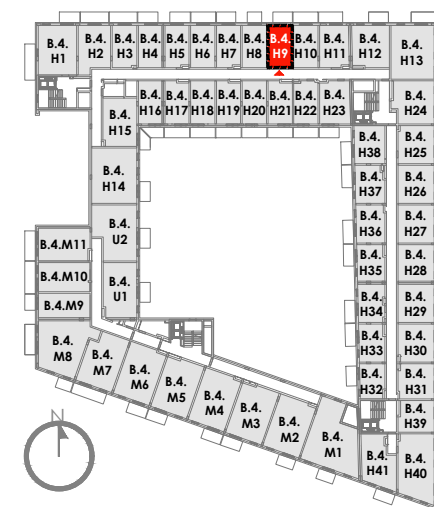 B.4.
H1
B.4.
H2
B.4.
H3
B.4.
H4
B.4.
H5
B.4.
H6
B.4.
H7
B.4.
H8
B.4.
H9
B.4.
H10
B.4.
H11
B.4.
H12
B.4.
H13
B.4.
H16
B.4.
H17
B.4.
H18
B.4.
H19
B.4.
H20
B.4.
H21
B.4.
H22
B.4.
H23
B.4.
H24
B.4.
H15
B.4.
H38
B.4.
H25
B.4.
H14
B.4.
H37
B.4.
H26
B.4.
U2
B.4.
H36
B.4.
H27
B.4.M11
B.4.
H35
B.4.
H28
B.4.M10
B.4.
U1
B.4.
H34
B.4.
H29
B.4.M9
B.4.
M8
B.4.
M7
B.4.
M6
B.4.
M5
B.4.
M4
B.4.
M3
B.4.
M2
B.4.
M1
B.4.
H33
B.4.
H30
B.4.
H32
B.4.
H31
B.4.
H39
B.4.
H41
B.4.
H40
N